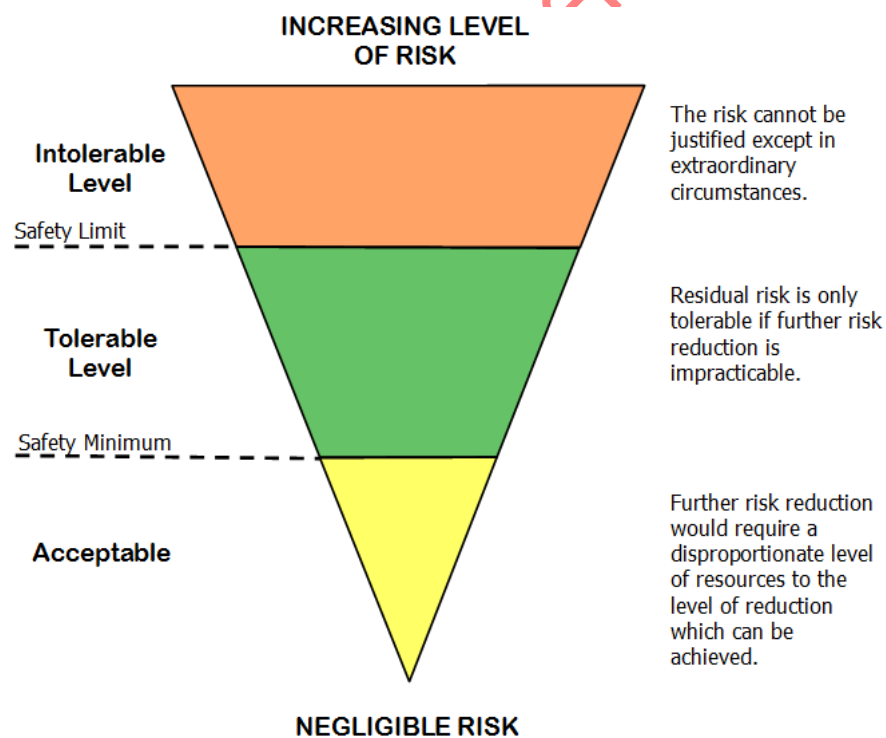 INCREASING LEVEL
OF RISK
Intolerable
Level
The risk cannot be
justified except in
extraordinary
circumstances.
Safety Limit
Tolerable
Level
Residual risk is only
tolerable if further risk
reduction is
impracticable.
Safety Minimum
Acceptable
Further risk reduction
would require a
disproportionate level
of resources to the
level of reduction
which can be
achieved.
NEGLIGIBLE RISK